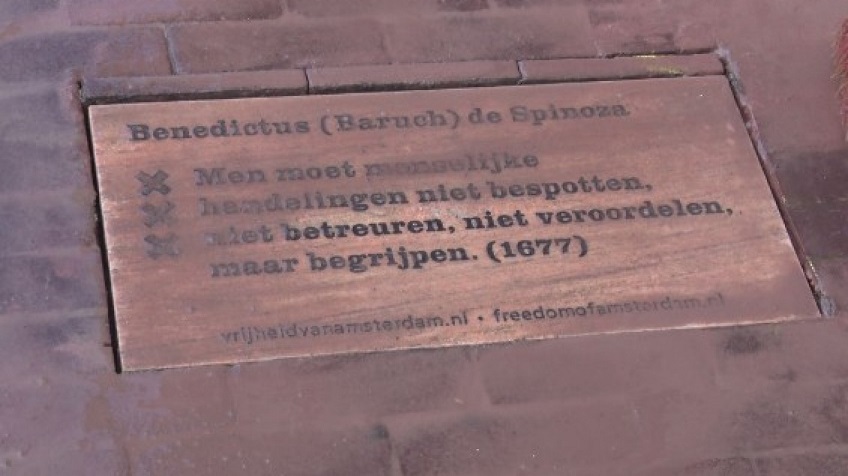 Benedictus (Baruch) de Spinoza
Men moet menselijke
handelingen niet bespotten,
niet betreuren, niet veroordelen,
maar begrijpen. (1677)
vrijheidvanamsterdam.nl • freedomofamsterdam.nl